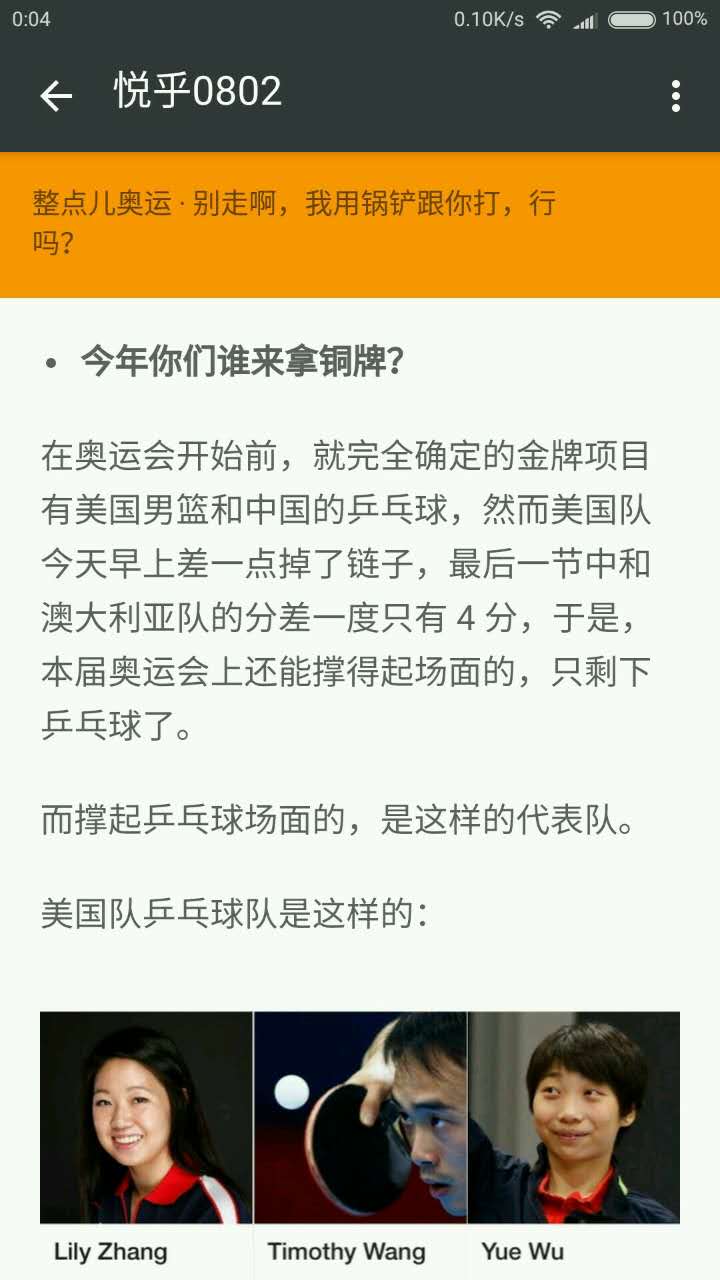 0:04
0.10K/s
100%
悦乎0802
整点儿奥运 · 别走啊，我用锅铲跟你打，行
吗？
• 今年你们谁来拿铜牌？
在奥运会开始前，就完全确定的金牌项目
有美国男篮和中国的乒乓球，然而美国队
今天早上差一点掉了链子，最后一节中和
澳大利亚队的分差一度只有 4 分，于是，
本届奥运会上还能撑得起场面的，只剩下
乒乓球了。
而撑起乒乓球场面的，是这样的代表队。
美国队乒乓球队是这样的：
Lily Zhang
Timothy Wang
Yue Wu